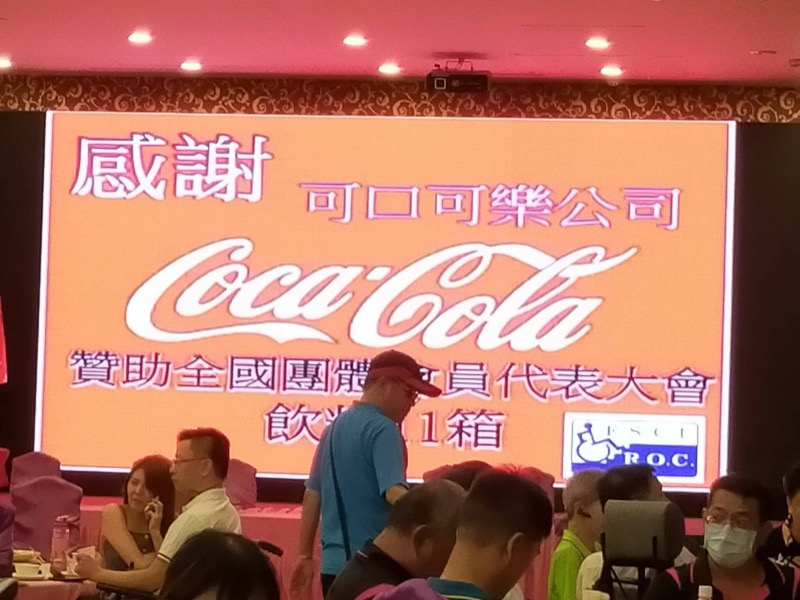 感謝
可口可樂公司
Coca-Cola
贊助全國團體會員代表大會
飲 1箱
F S C I
R.O.C.